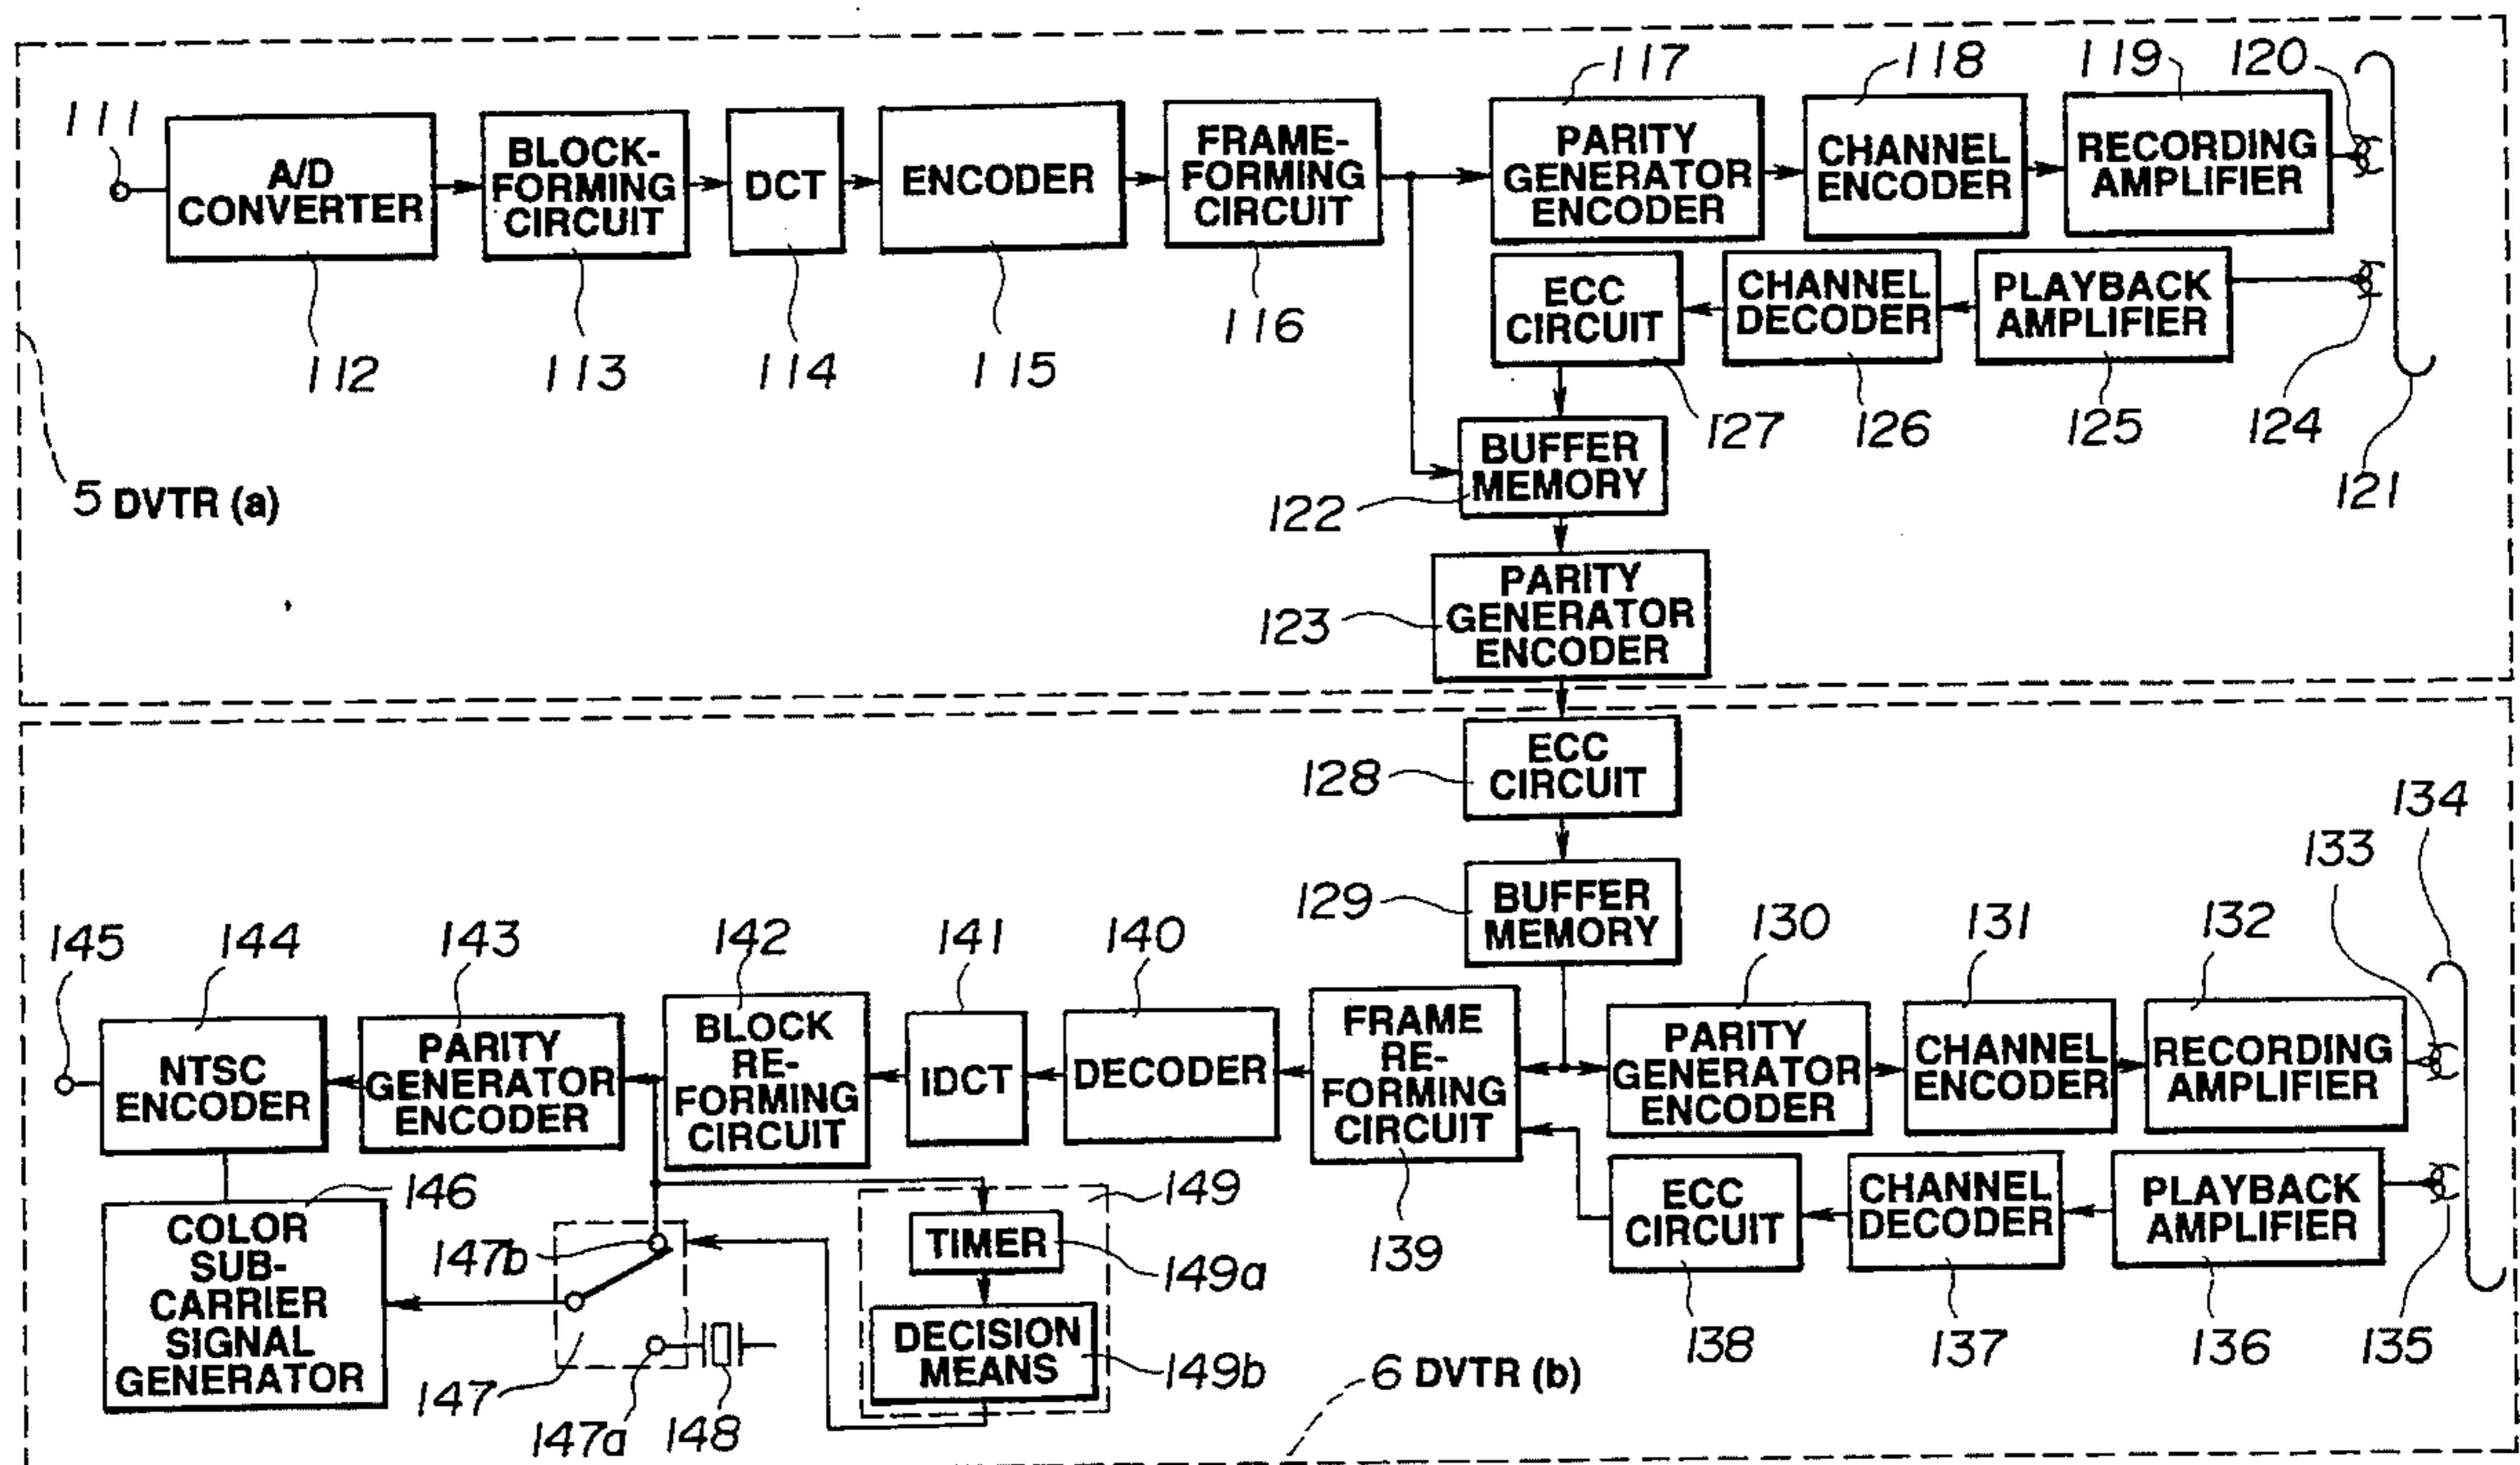 117
118
119
120
111
A/D
CONVERTER
BLOCK-
FORMING
CIRCUIT
DCT
ENCODER
FRAME-
FORMING
CIRCUIT
PARITY
GENERATOR
ENCODER
CHANNEL
ENCODER
RECORDING
AMPLIFIER
112
113
114
115
116
ECC
CIRCUIT
CHANNEL
DECODER
PLAYBACK
AMPLIFIER
127
126
125
124
121
5 DVTR (a)
BUFFER
MEMORY
122
PARITY
GENERATOR
ENCODER
123
ECC
CIRCUIT
128
134
133
BUFFER
MEMORY
129
145
144
143
142
141
140
130
131
132
NTSC
ENCODER
PARITY
GENERATOR
ENCODER
BLOCK
RE-
FORMING
CIRCUIT
IDCT
DECODER
FRAME
RE-
FORMING
CIRCUIT
PARITY
GENERATOR
ENCODER
CHANNEL
ENCODER
RECORDING
AMPLIFIER
146
149
139
ECC
CIRCUIT
CHANNEL
DECODER
PLAYBACK
AMPLIFIER
COLOR
SUB-
CARRIER
SIGNAL
GENERATOR
147b
TIMER
149a
DECISION
MEANS
149b
138
137
136
135
147
147a
148
6 DVTR (b)